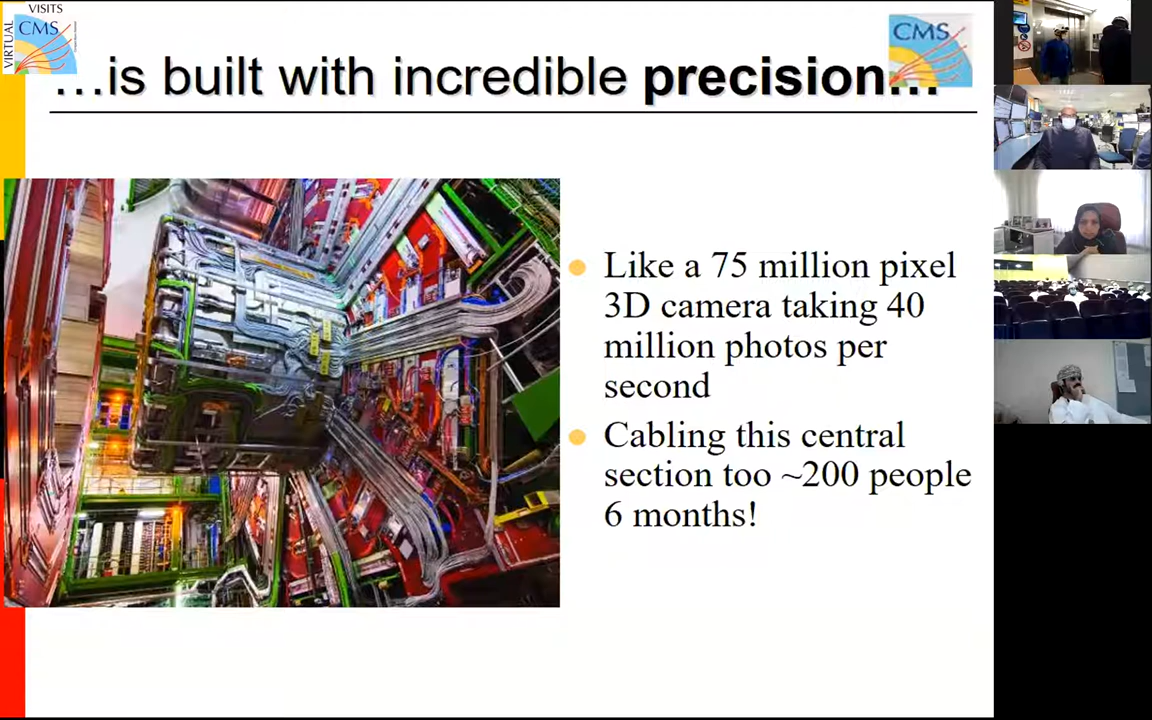 VISITS
VIRTUAL
CMS
CMS
…is built with incredible precision…
Like a 75 million pixel
3D camera taking 40
million photos per
second
Cabling this central
section too ~200 people
6 months!